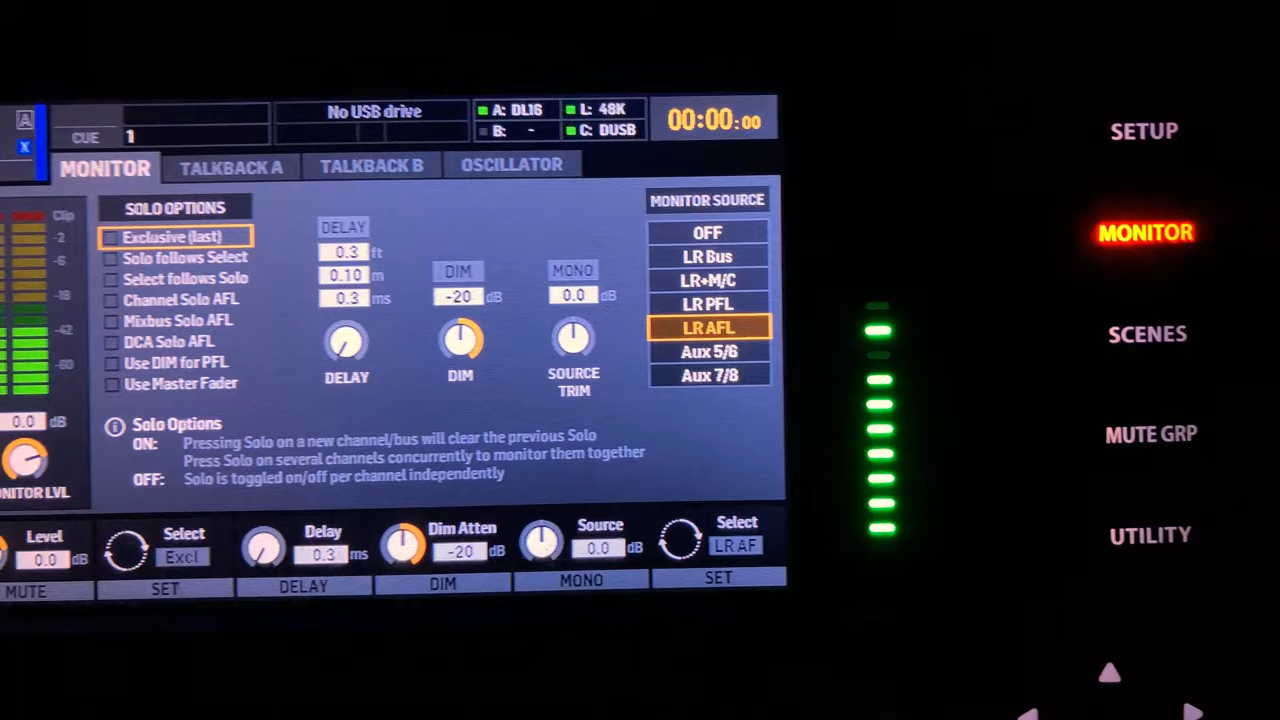 A
X
CUE
1
No USB drive
A: DL16
L: 48K
B: -
C: DUSB
00:00:00
MONITOR
TALKBACK A
TALKBACK B
OSCILLATOR
Clip
-2
-6
-18
-42
-60
0.0 dB
NITOR LVL
SOLO OPTIONS
Exclusive (last)
Solo follows Select
Select follows Solo
Channel Solo AFL
Mixbus Solo AFL
DCA Solo AFL
Use DIM for PFL
Use Master Fader
DELAY
0.3 ft
0.10 m
0.3 ms
DELAY
DIM
-20 dB
DIM
MONO
0.0 dB
SOURCE
TRIM
MONITOR SOURCE
OFF
LR Bus
LR+M/C
LR PFL
LR AFL
Aux 5/6
Aux 7/8
Solo Options
ON: Pressing Solo on a new channel/bus will clear the previous Solo
Press Solo on several channels concurrently to monitor them together
OFF: Solo is toggled on/off per channel independently
Level
0.0 dB
MUTE
Select
Excl
SET
Delay
0.3 ms
DELAY
Dim Atten
-20 dB
DIM
Source
0.0 dB
MONO
Select
LR AF
SET
SETUP
MONITOR
SCENES
MUTE GRP
UTILITY